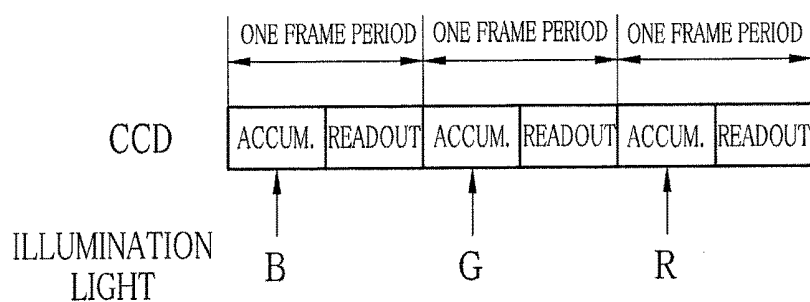 ONE FRAME PERIOD ONE FRAME PERIOD ONE FRAME PERIOD
CCD ACCUM. READOUT ACCUM. READOUT ACCUM. READOUT
ILLUMINATION
LIGHT
B G R